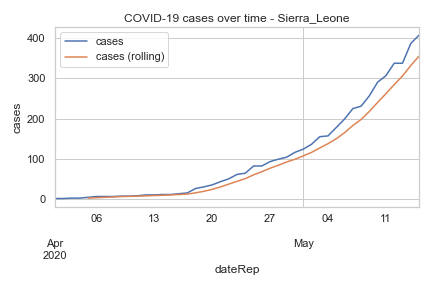 COVID-19 cases over time - Sierra_Leone
cases
cases (rolling)
400
300
200
100
0
cases
06
13
20
27
04
11
Apr
2020
May
dateRep